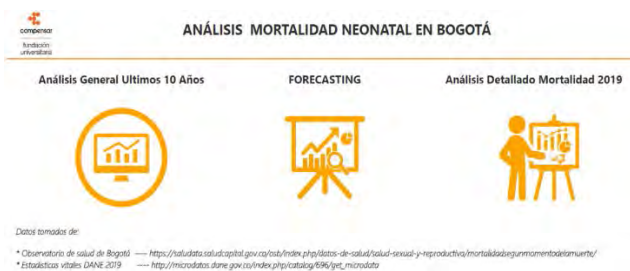 compensar
fundación
universitaria
ANÁLISIS MORTALIDAD NEONATAL EN BOGOTÁ
Análisis General Ultimos 10 Años
FORECASTING
Análisis Detallado Mortalidad 2019
Datos tomados de:
* Observatorio de salud de Bogotá ---- https://saludata.saludcapital.gov.co/osb/index.php/datos-de-salud/salud-sexual-y-reproductiva/mortalidadsegunmomentodelamuerte/
* Estadisticas vitales DANE 2019 ---- http://microdatos.dane.gov.co/index.php/catalog/696/get_microdata